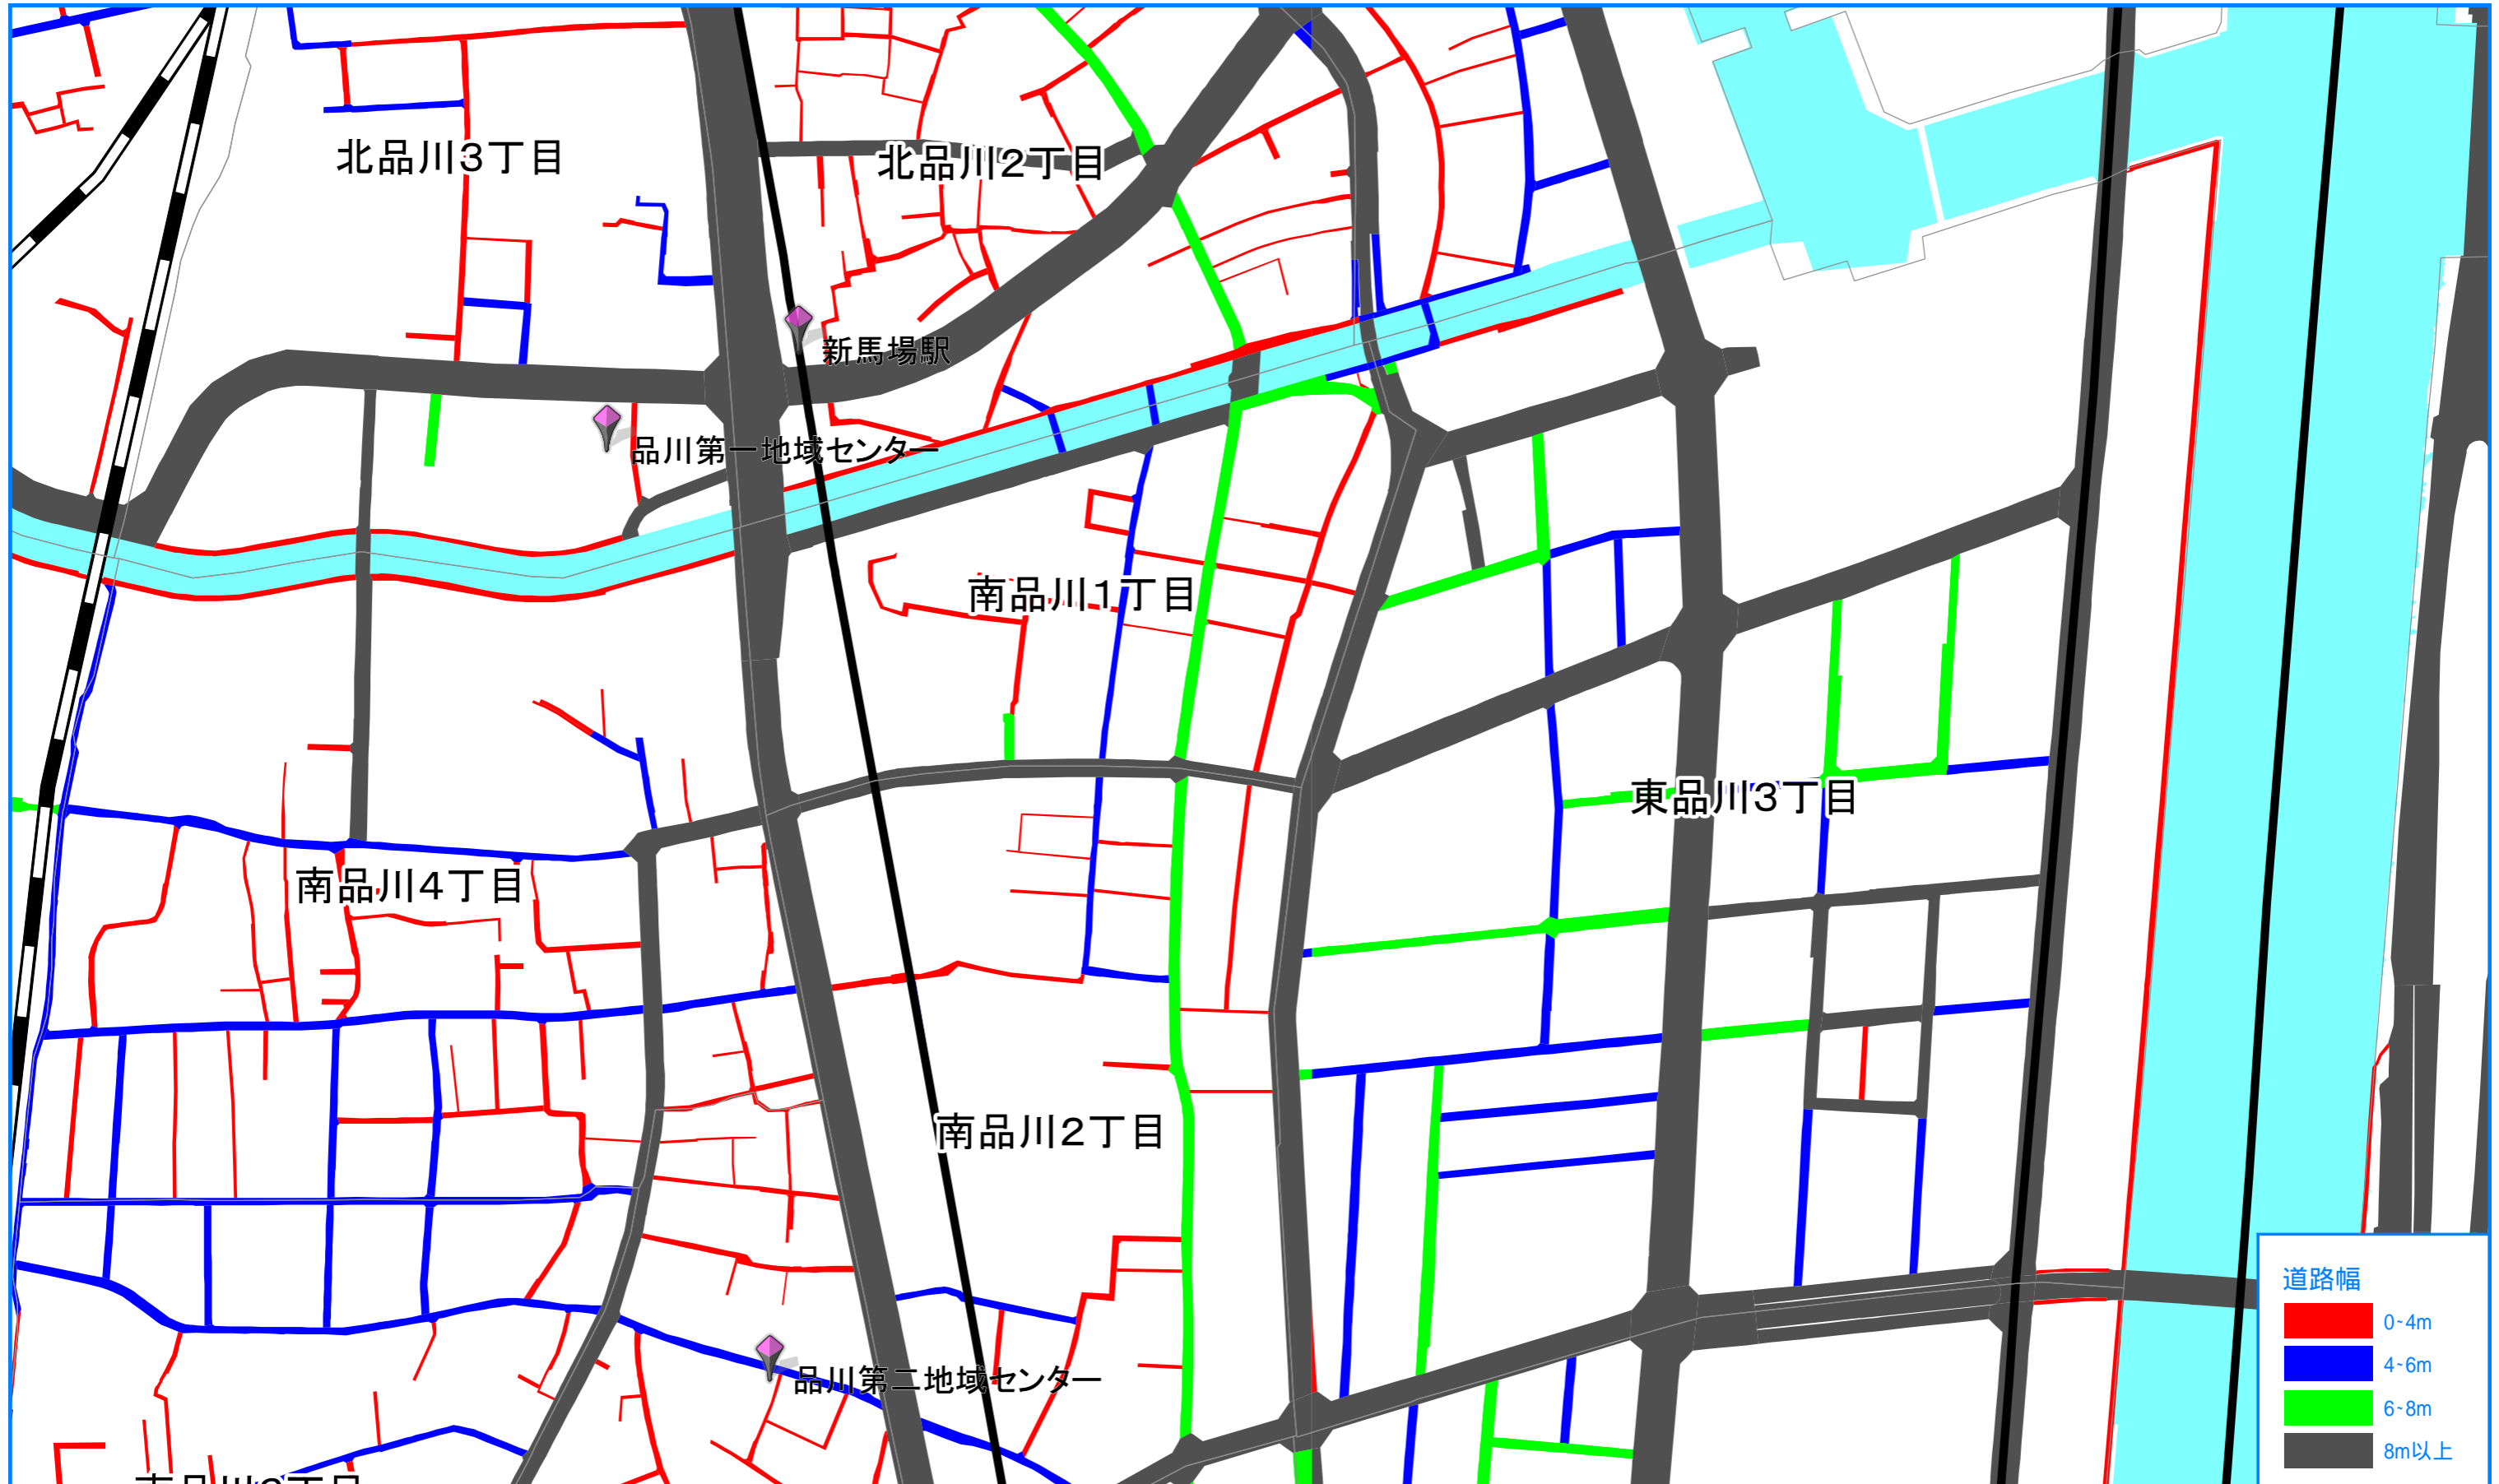 北品川3丁目
北品川2丁目
新馬場駅
品川第一地域センター
南品川1丁目
東品川3丁目
南品川4丁目
南品川2丁目
品川第二地域センター
道路幅
0~4m
4~6m
6~8m
8m以上